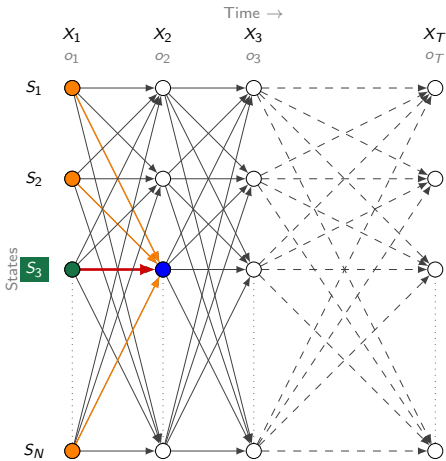 Time →
X1 X2 X3 XT
o1 o2 o3 oT
S1
S2
S3
States
SN